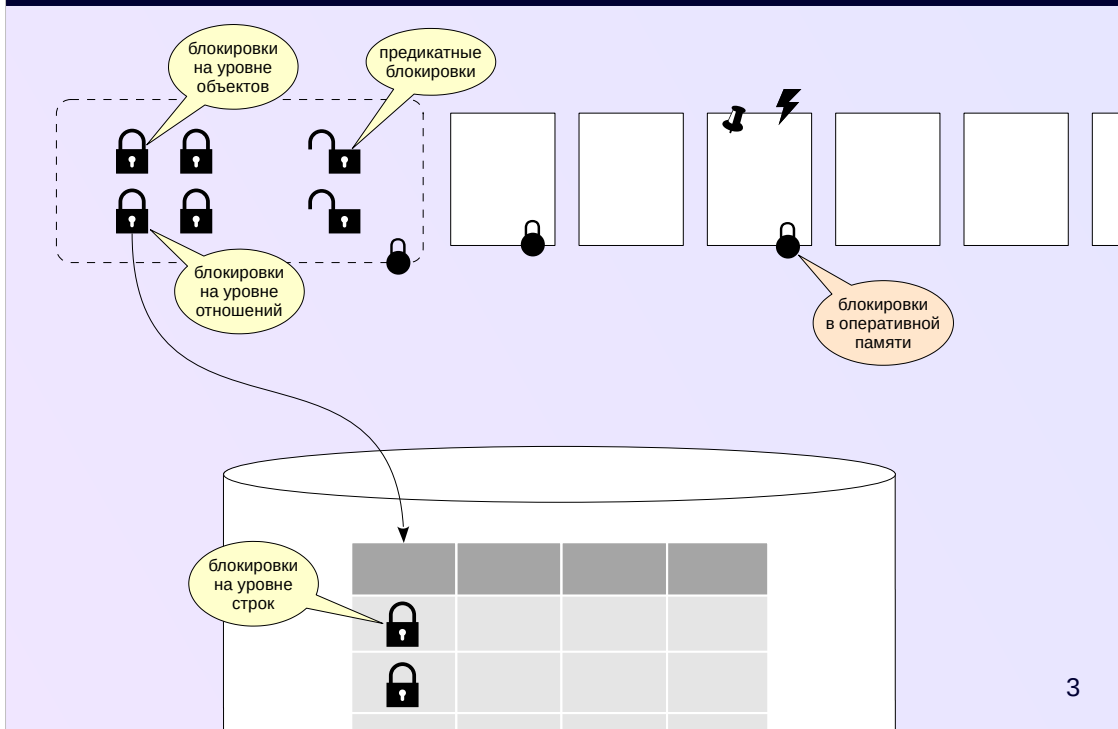 блокировки
на уровне
объектов
предикатные
блокировки
блокировки
на уровне
отношений
блокировки
в оперативной
памяти
блокировки
на уровне
строк
3